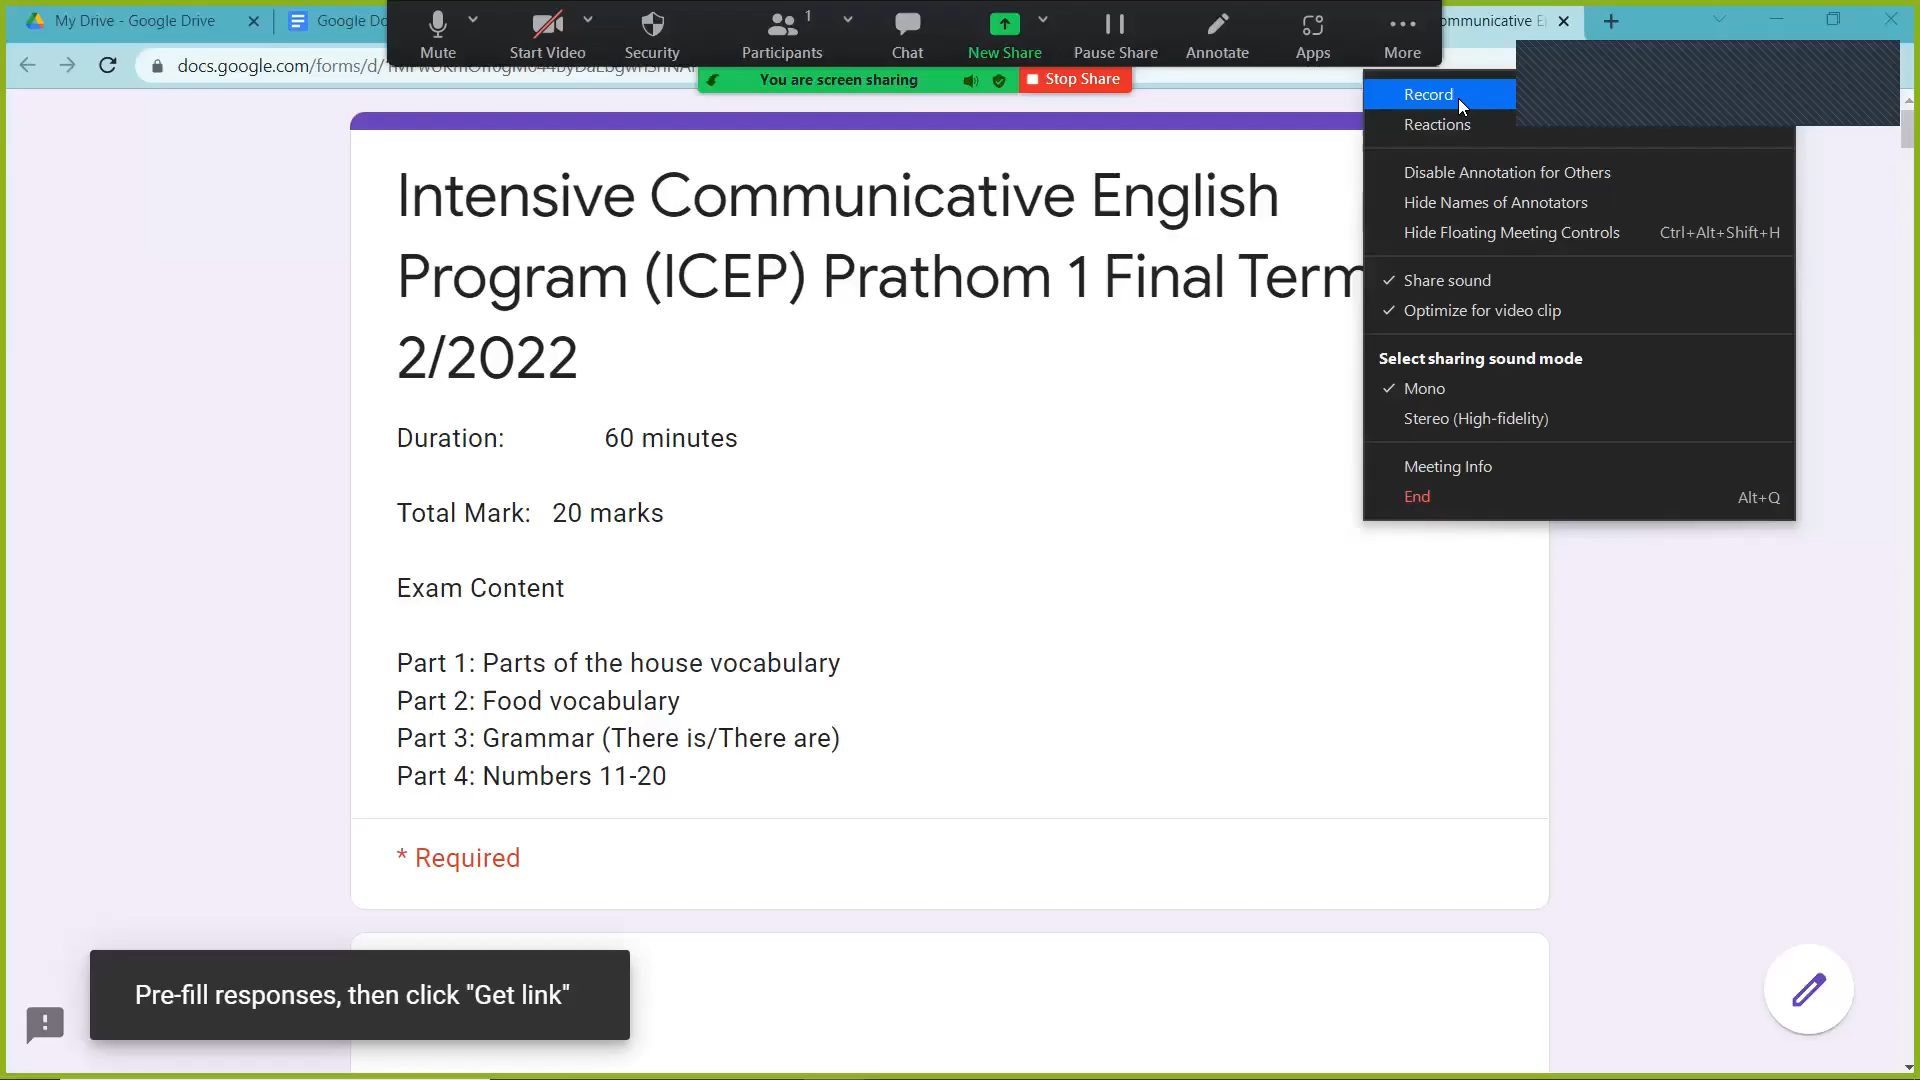 My Drive - Google Drive
Google Do
ommunicative E
Mute
Start Video
Security
Participants
1
Chat
New Share
Pause Share
Annotate
Apps
More
docs.google.com/forms/d/
You are screen sharing
Stop Share
Record
Reactions
Disable Annotation for Others
Hide Names of Annotators
Hide Floating Meeting Controls Ctrl+Alt+Shift+H
Share sound
Optimize for video clip
Select sharing sound mode
Mono
Stereo (High-fidelity)
Meeting Info
End Alt+Q
Intensive Communicative English
Program (ICEP) Prathom 1 Final Term
2/2022
Duration: 60 minutes
Total Mark: 20 marks
Exam Content
Part 1: Parts of the house vocabulary
Part 2: Food vocabulary
Part 3: Grammar (There is/There are)
Part 4: Numbers 11-20
* Required
Pre-fill responses, then click "Get link"